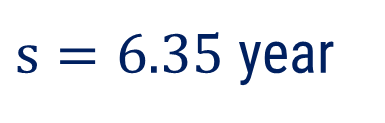 s = 6.35 year